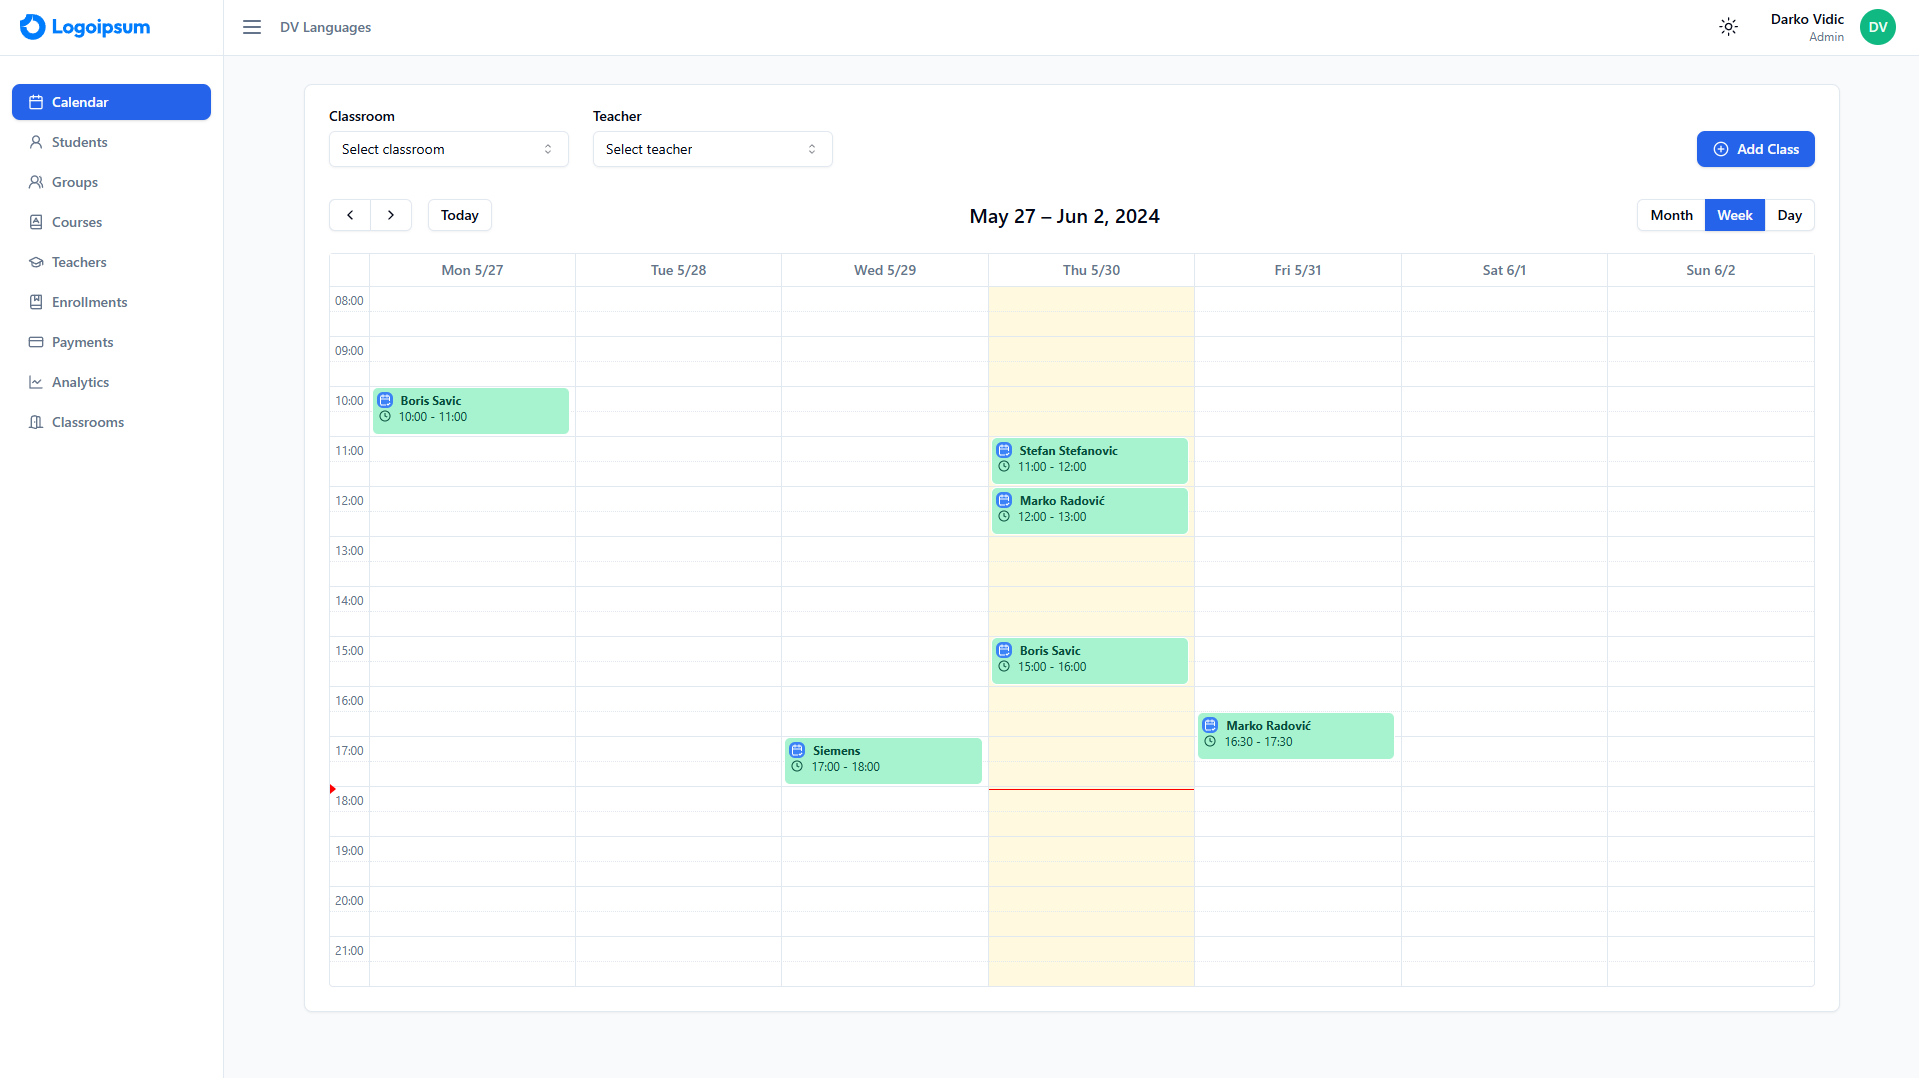 Logoipsum
DV Languages
Darko Vidic
Admin
DV
Calendar
Students
Groups
Courses
Teachers
Enrollments
Payments
Analytics
Classrooms
Classroom
Teacher
Select classroom
Select teacher
Add Class
Today
May 27 – Jun 2, 2024
Month
Week
Day
Mon 5/27
Tue 5/28
Wed 5/29
Thu 5/30
Fri 5/31
Sat 6/1
Sun 6/2
08:00
09:00
10:00
Boris Savic
10:00 - 11:00
11:00
Stefan Stefanovic
11:00 - 12:00
12:00
Marko Radović
12:00 - 13:00
13:00
14:00
15:00
Boris Savic
15:00 - 16:00
16:00
Marko Radović
16:30 - 17:30
17:00
Siemens
17:00 - 18:00
18:00
19:00
20:00
21:00